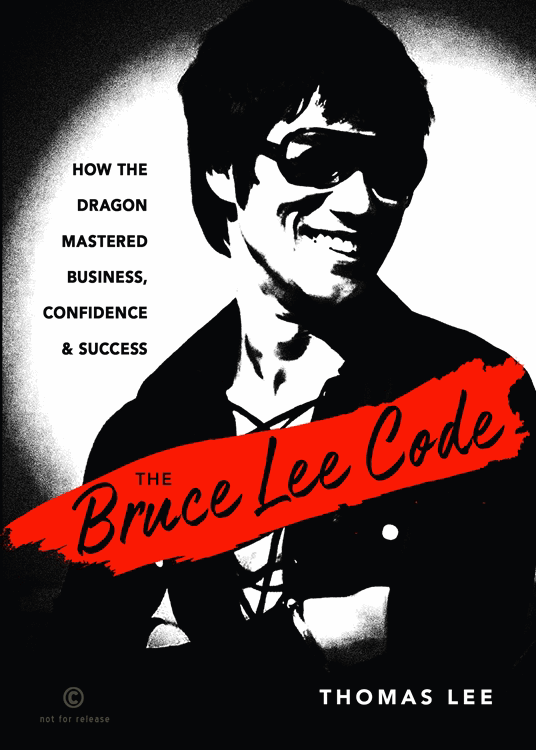 HOW THE
DRAGON
MASTERED
BUSINESS,
CONFIDENCE
& SUCCESS
THE
Bruce Lee Code
THOMAS LEE
©
not for release